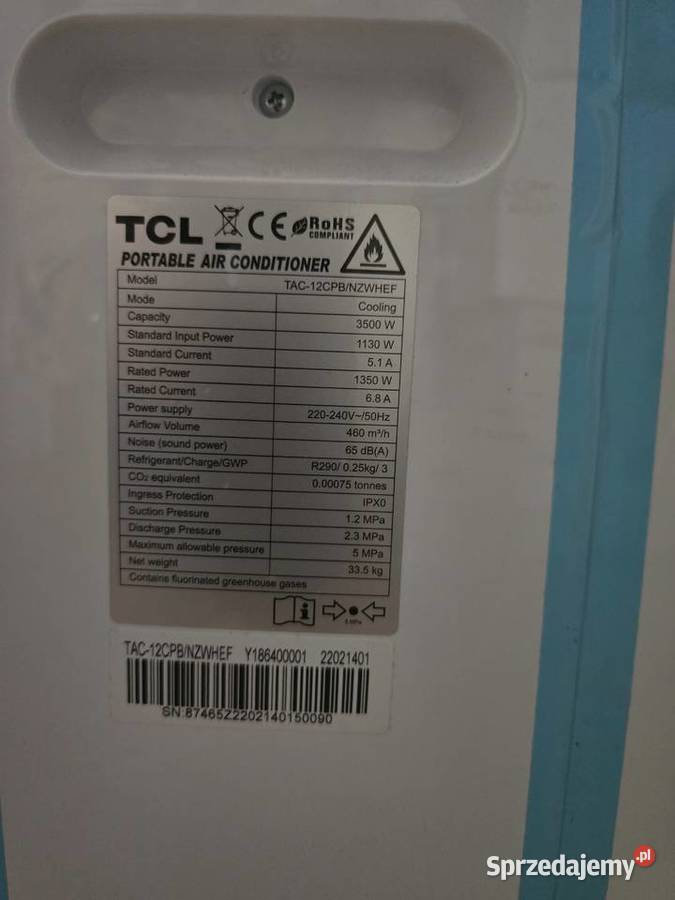 TCL CE RoHS
COMPLIANT
PORTABLE AIR CONDITIONER
Model TAC-12CPB/NZWHEF
Mode Cooling
Capacity 3500 W
Standard Input Power 1130 W
Standard Current 5.1 A
Rated Power 1350 W
Rated Current 6.8 A
Power supply 220-240V~/50Hz
Airflow Volume 460 m³/h
Noise (sound power) 65 dB(A)
Refrigerant/Charge/GWP R290/ 0.25kg/ 3
CO₂ equivalent 0.00075 tonnes
Ingress Protection IPX0
Suction Pressure 1.2 MPa
Discharge Pressure 2.3 MPa
Maximum allowable pressure 5 MPa
Net weight 33.5 kg
Contains fluorinated greenhouse gases
5 MPa
TAC-12CPB/NZWHEF Y186400001 22021401
SN:87465Z2202140150090
Sprzedajemy.pl